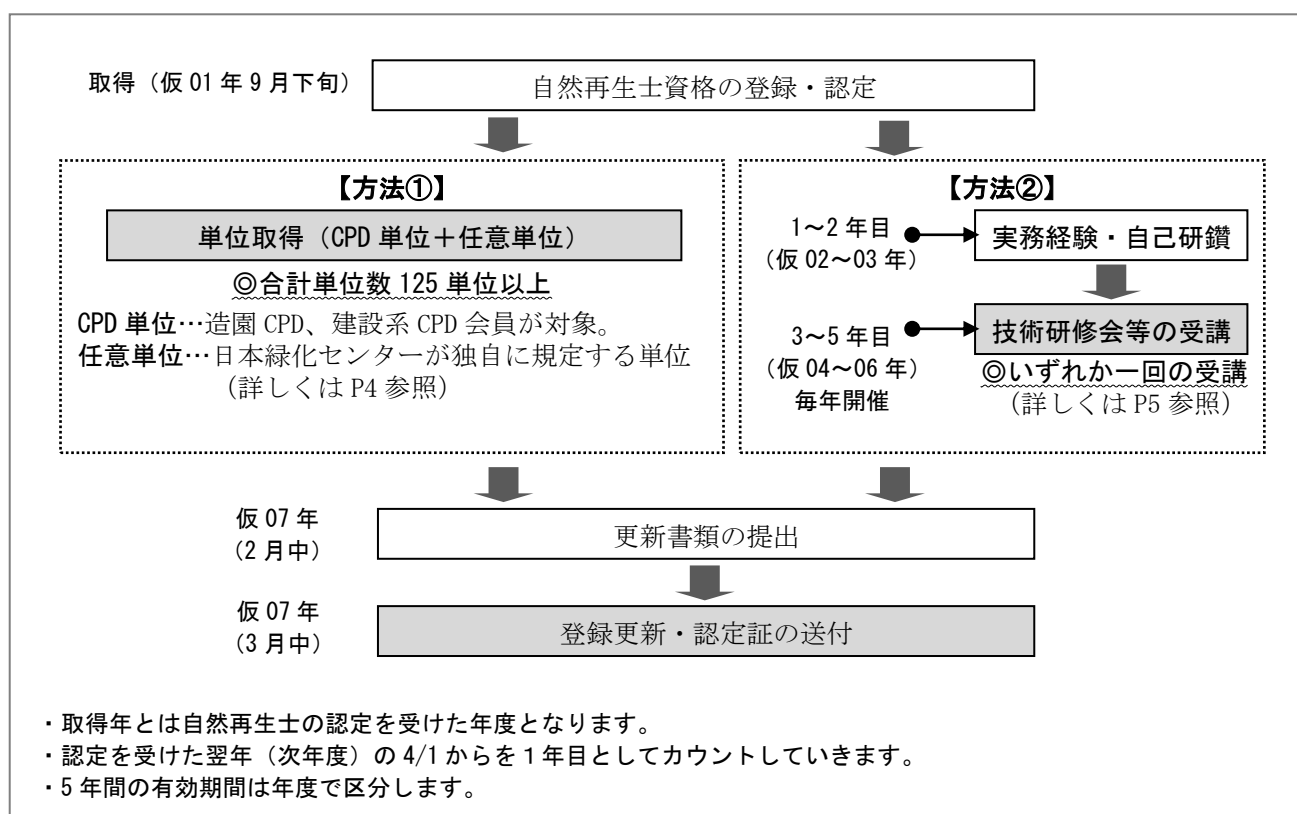 取得（仮 01 年 9 月下旬）
自然再生士資格の登録・認定
【方法①】
単位取得（CPD 単位＋任意単位）
◎合計単位数 125 単位以上
CPD 単位…造園 CPD、建設系 CPD 会員が対象。
任意単位…日本緑化センターが独自に規定する単位
（詳しくは P4 参照）
【方法②】
1～2 年目
（仮 02～03 年）
実務経験・自己研鑽
3～5 年目
（仮 04～06 年）
毎年開催
技術研修会等の受講
◎いずれか一回の受講
（詳しくは P5 参照）
仮 07 年
（2 月中）
更新書類の提出
仮 07 年
（3 月中）
登録更新・認定証の送付
・取得年とは自然再生士の認定を受けた年度となります。
・認定を受けた翌年（次年度）の 4/1 からを 1 年目としてカウントしていきます。
・5 年間の有効期間は年度で区分します。